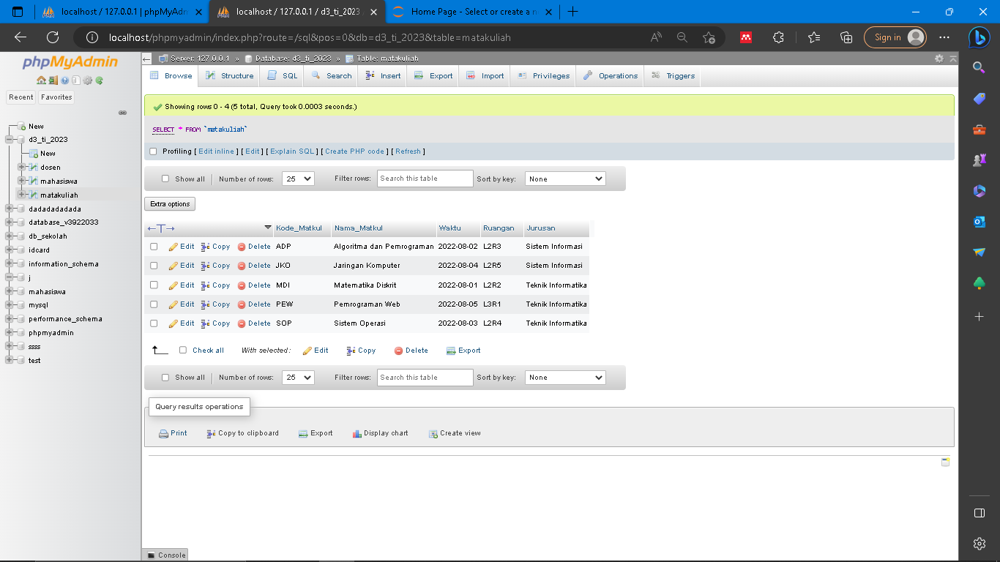 localhost / 127.0.0.1 | phpMyAdm
localhost / 127.0.0.1 / d3_ti_2023
Home Page - Select or create a n
localhost/phpmyadmin/index.php?route=/sql&pos=0&db=d3_ti_2023&table=matakuliah
Sign in
phpMyAdmin
Recent
Favorites
New
d3_ti_2023
New
dosen
mahasiswa
matakuliah
dadadadadada
database_v3922033
db_sekolah
idcard
information_schema
j
mahasiswa
mysql
performance_schema
phpmyadmin
ssss
test
Server: 127.0.0.1 » Database: d3_ti_2023 » Table: matakuliah
Browse Structure SQL Search Insert Export Import Privileges Operations Triggers
Showing rows 0 - 4 (5 total, Query took 0.0003 seconds.)
SELECT * FROM `matakuliah`
Profiling [ Edit inline ] [ Edit ] [ Explain SQL ] [ Create PHP code ] [ Refresh ]
Show all Number of rows: 25 Filter rows: Search this table Sort by key: None
Extra options
Kode_Matkul Nama_Matkul Waktu Ruangan Jurusan
Edit Copy Delete ADP Algoritma dan Pemrograman 2022-08-02 L2R3 Sistem Informasi
Edit Copy Delete JKO Jaringan Komputer 2022-08-04 L2R5 Sistem Informasi
Edit Copy Delete MDI Matematika Diskrit 2022-08-01 L2R2 Teknik Informatika
Edit Copy Delete PEW Pemrograman Web 2022-08-05 L3R1 Teknik Informatika
Edit Copy Delete SOP Sistem Operasi 2022-08-03 L2R4 Teknik Informatika
Check all With selected: Edit Copy Delete Export
Show all Number of rows: 25 Filter rows: Search this table Sort by key: None
Query results operations
Print Copy to clipboard Export Display chart Create view
Console